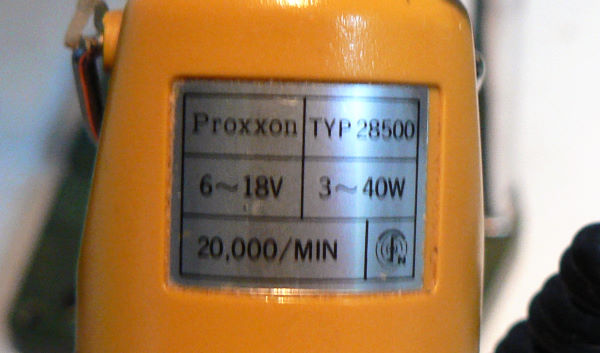 Proxxon TYP 28500
6~18V 3~40W
20,000/MIN